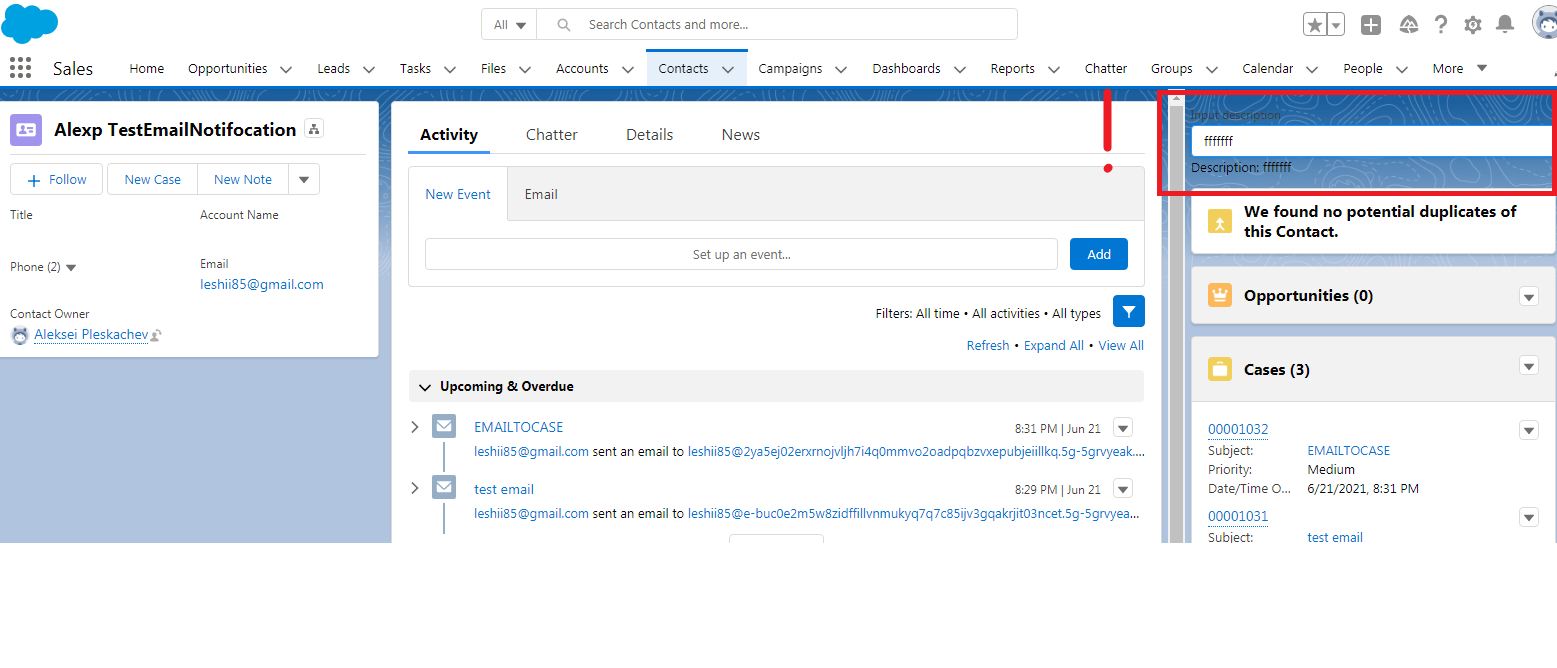 All
Search Contacts and more...
Sales
Home
Opportunities
Leads
Tasks
Files
Accounts
Contacts
Campaigns
Dashboards
Reports
Chatter
Groups
Calendar
People
More
Alexp TestEmailNotifocation
Follow
New Case
New Note
Title
Account Name
Phone (2)
Email
leshii85@gmail.com
Contact Owner
Aleksei Pleskachev
Activity
Chatter
Details
News
New Event
Email
Set up an event...
Add
Filters: All time • All activities • All types
Refresh • Expand All • View All
Upcoming & Overdue
EMAILTOCASE
8:31 PM | Jun 21
leshii85@gmail.com sent an email to leshii85@2ya5ej02erxrnojvljh7i4q0mmvo2oadpqbzvxepubjeiillkq.5g-5grvyeak....
test email
8:29 PM | Jun 21
leshii85@gmail.com sent an email to leshii85@e-buc0e2m5w8zidffillvnmukyq7q7c85ijv3gqakrjit03ncet.5g-5grvyea...
!
Input description
fffffff
Description: fffffff
We found no potential duplicates of
this Contact.
Opportunities (0)
Cases (3)
00001032
Subject: EMAILTOCASE
Priority: Medium
Date/Time O... 6/21/2021, 8:31 PM
00001031
Subject: test email